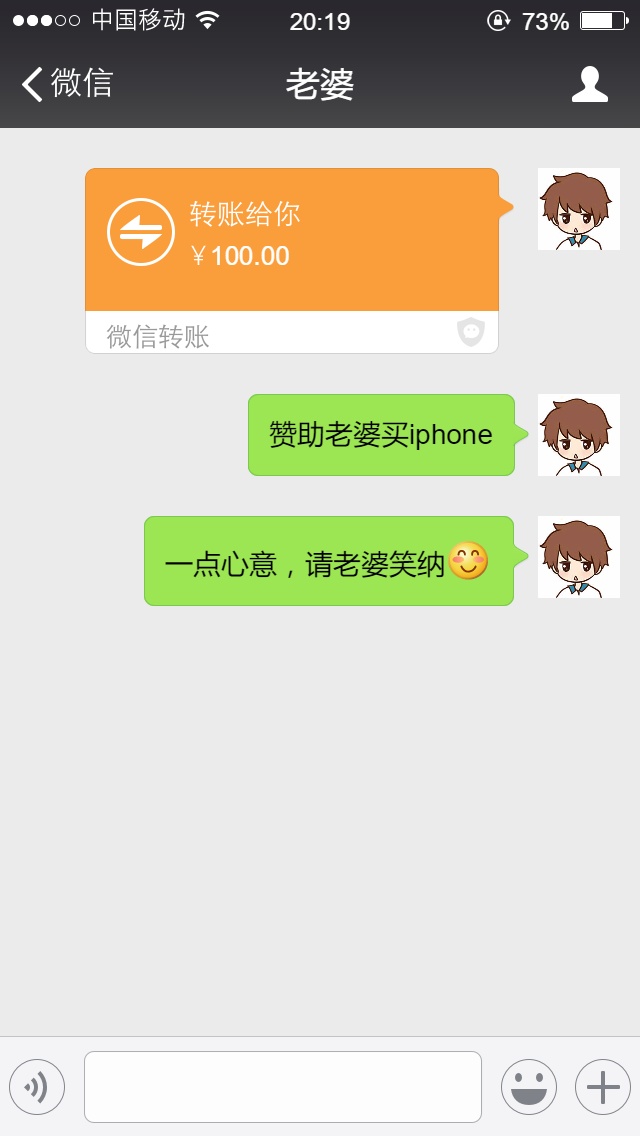 中国移动
20:19
73%
微信
老婆
转账给你
￥100.00
微信转账
赞助老婆买iphone
一点心意，请老婆笑纳😊